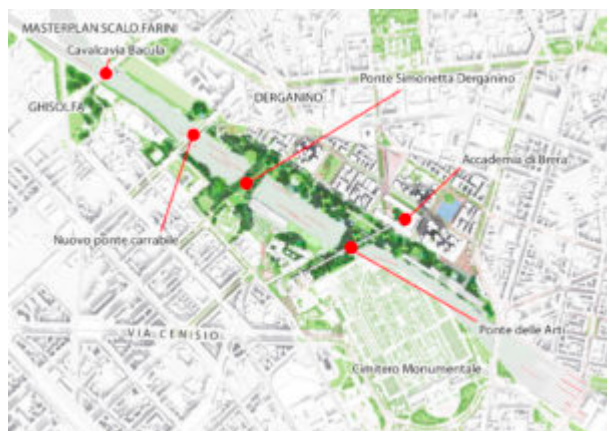 MASTERPLAN SCALO FARINI
Cavalcavia Bacula
Ponte Simonetta Derganino
GHISOLFA
DERGANINO
Accademia di Brera
Nuovo ponte carrabile
VIA CENISIO
Ponte delle Arti
Cimitero Monumentale